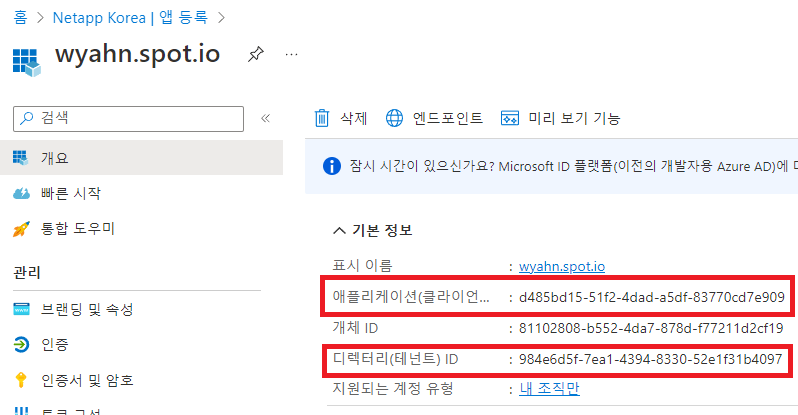 홈 > Netapp Korea | 앱 등록 >
wyahn.spot.io ...
검색 «
삭제 엔드포인트 미리 보기 기능
개요
잠시 시간이 있으신가요? Microsoft ID 플랫폼(이전의 개발자용 Azure AD)에
빠른 시작
통합 도우미
기본 정보
표시 이름 : wyahn.spot.io
관리
애플리케이션(클라이언... : d485bd15-51f2-4dad-a5df-83770cd7e909
브랜딩 및 속성
개체 ID : 81102808-b552-4da7-878d-f77211d2cf19
인증
디렉터리(테넌트) ID : 984e6d5f-7ea1-4394-8330-52e1f31b4097
인증서 및 암호
지원되는 계정 유형 : 내 조직만